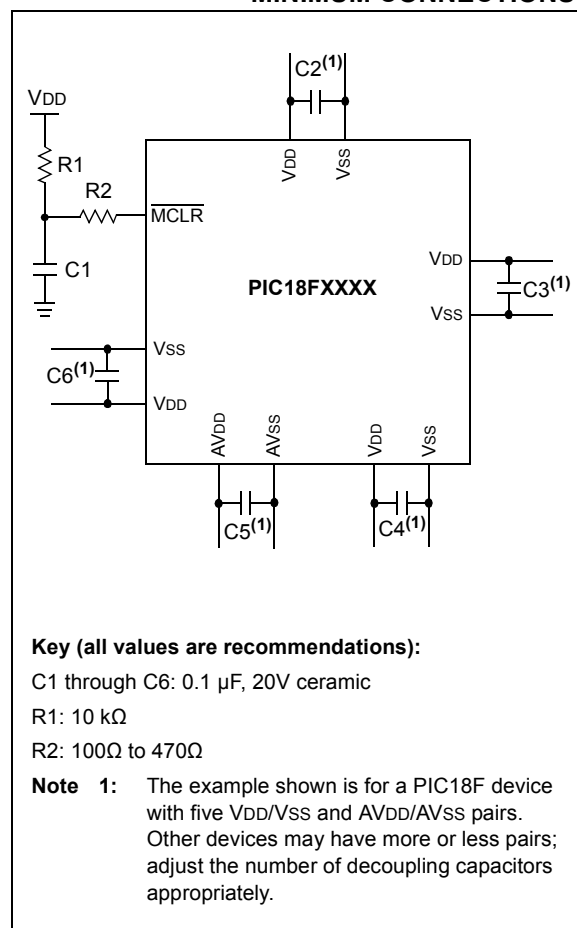 C2(1)
VDD
R1
R2
VDD
VSS
MCLR
C1
PIC18FXXXX
VDD
C3(1)
VSS
VSS
C6(1)
VDD
AVDD
AVSS
VDD
VSS
C5(1)
C4(1)
Key (all values are recommendations):
C1 through C6: 0.1 µF, 20V ceramic
R1: 10 kΩ
R2: 100Ω to 470Ω
Note 1: The example shown is for a PIC18F device
with five VDD/VSS and AVDD/AVSS pairs.
Other devices may have more or less pairs;
adjust the number of decoupling capacitors
appropriately.